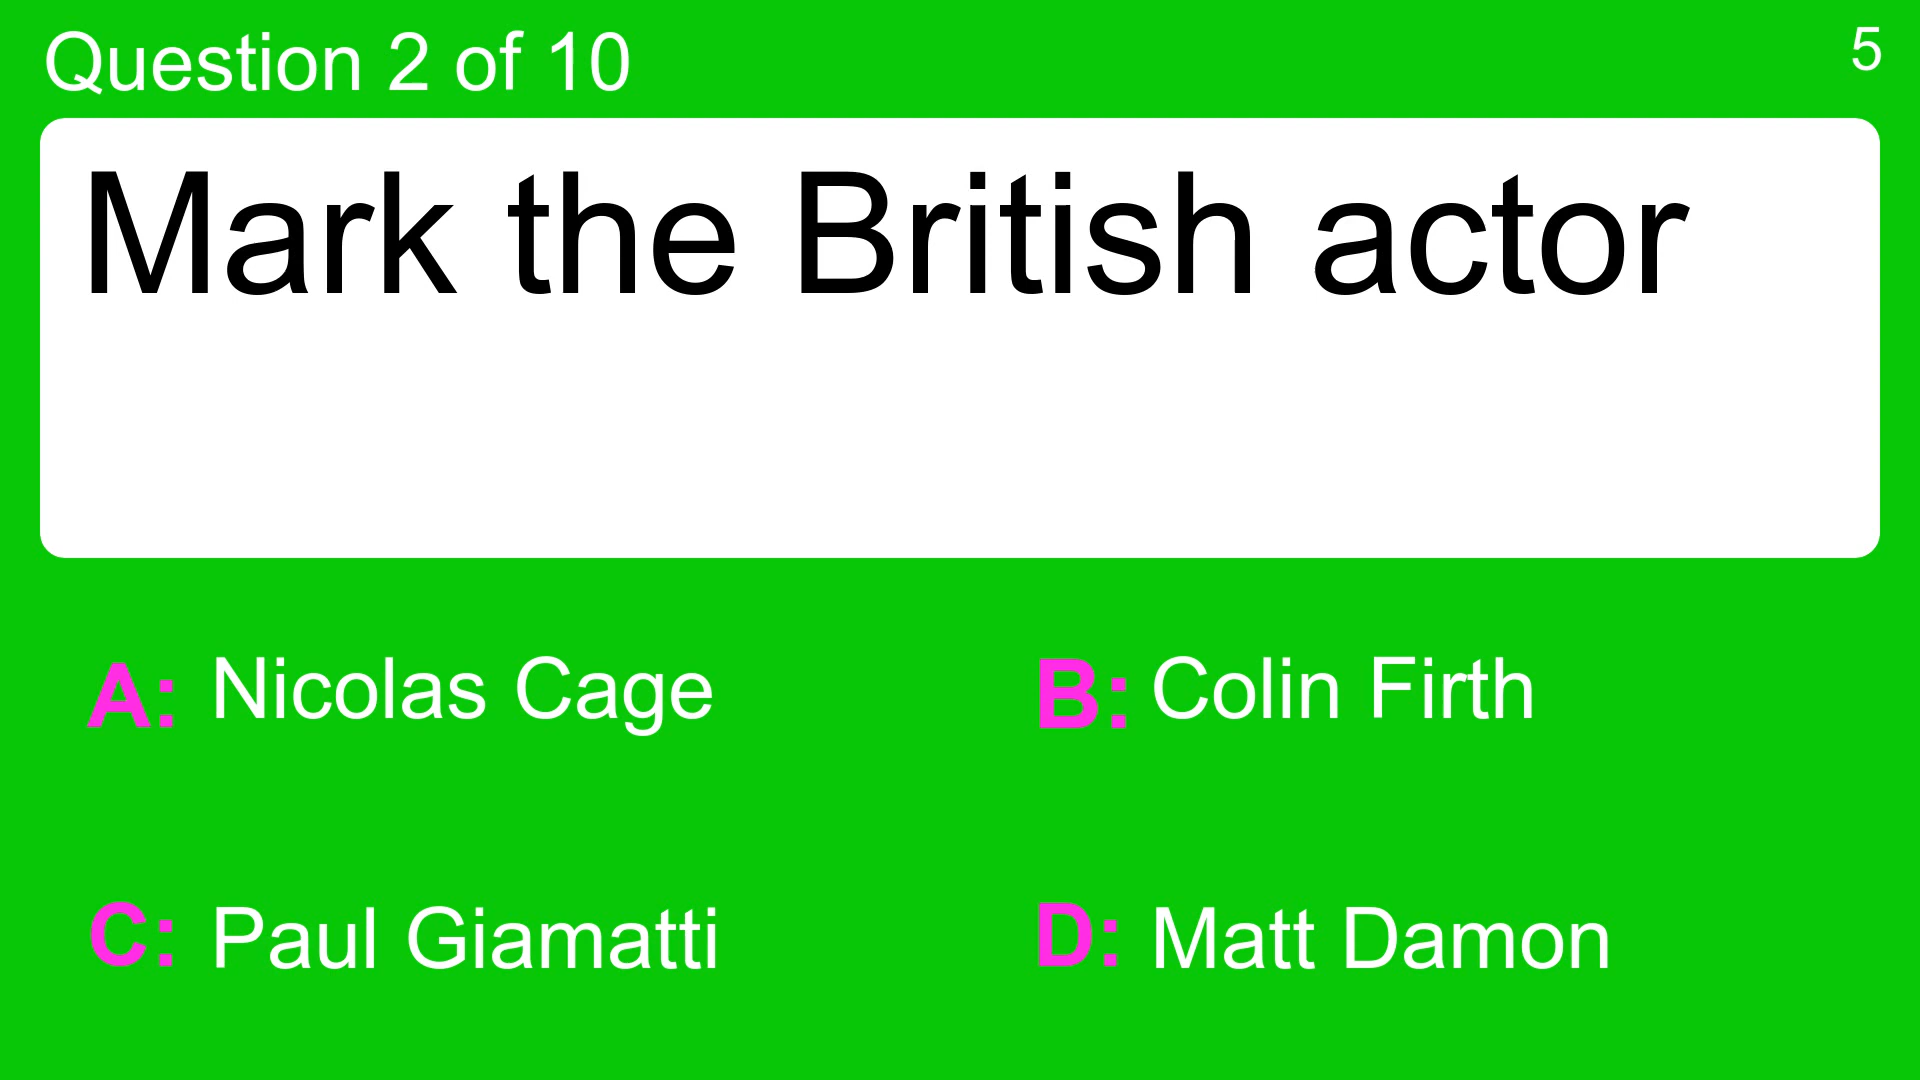 Question 2 of 10
5
Mark the British actor
A: Nicolas Cage
B: Colin Firth
C: Paul Giamatti
D: Matt Damon